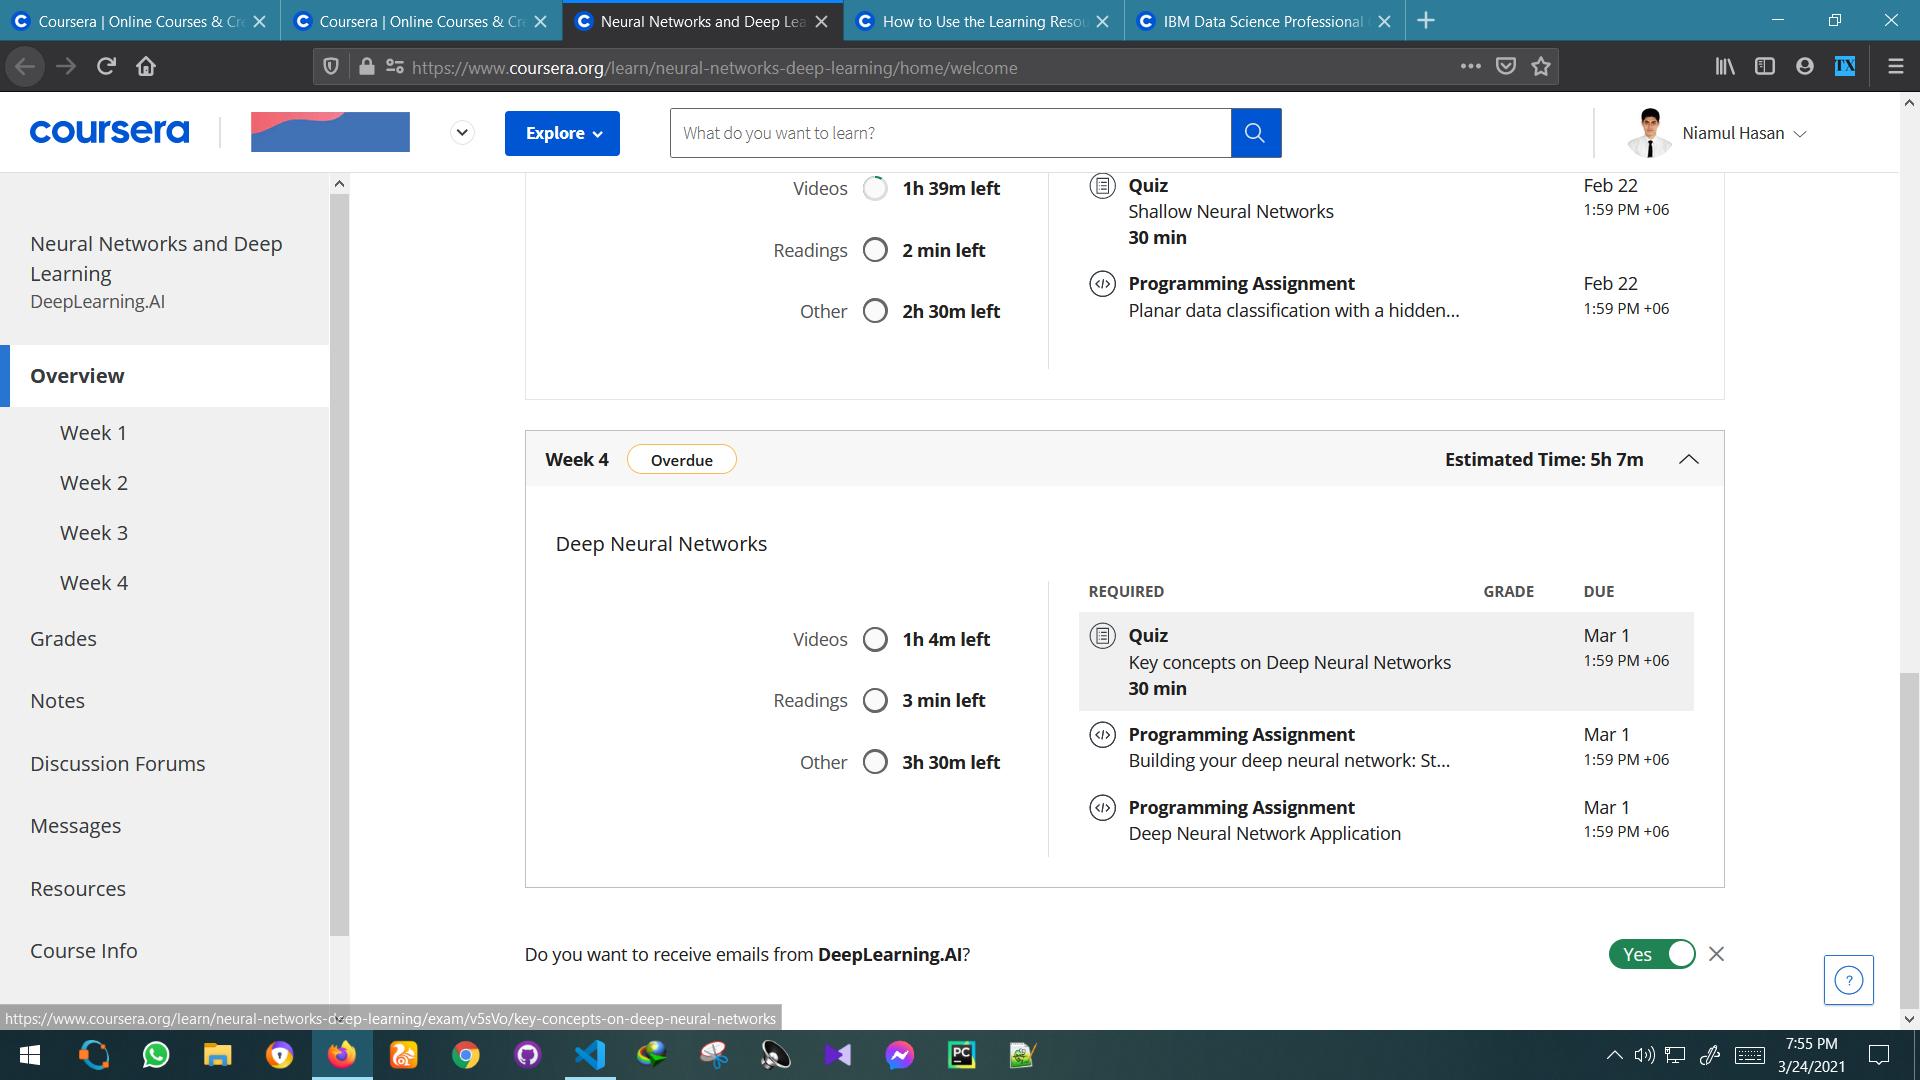 Coursera | Online Courses & Cre
Coursera | Online Courses & Cre
Neural Networks and Deep Lea
How to Use the Learning Resou
IBM Data Science Professional
https://www.coursera.org/learn/neural-networks-deep-learning/home/welcome
TX
coursera
Explore
What do you want to learn?
Niamul Hasan
Neural Networks and Deep
Learning
DeepLearning.AI
Overview
Week 1
Week 2
Week 3
Week 4
Grades
Notes
Discussion Forums
Messages
Resources
Course Info
Videos 1h 39m left
Readings 2 min left
Other 2h 30m left
Quiz Feb 22
Shallow Neural Networks 1:59 PM +06
30 min
Programming Assignment Feb 22
Planar data classification with a hidden... 1:59 PM +06
Week 4 Overdue Estimated Time: 5h 7m
Deep Neural Networks
REQUIRED GRADE DUE
Videos 1h 4m left
Readings 3 min left
Other 3h 30m left
Quiz Mar 1
Key concepts on Deep Neural Networks 1:59 PM +06
30 min
Programming Assignment Mar 1
Building your deep neural network: St... 1:59 PM +06
Programming Assignment Mar 1
Deep Neural Network Application 1:59 PM +06
Do you want to receive emails from DeepLearning.AI? Yes
?
https://www.coursera.org/learn/neural-networks-deep-learning/exam/v5sVo/key-concepts-on-deep-neural-networks
PC
7:55 PM
3/24/2021